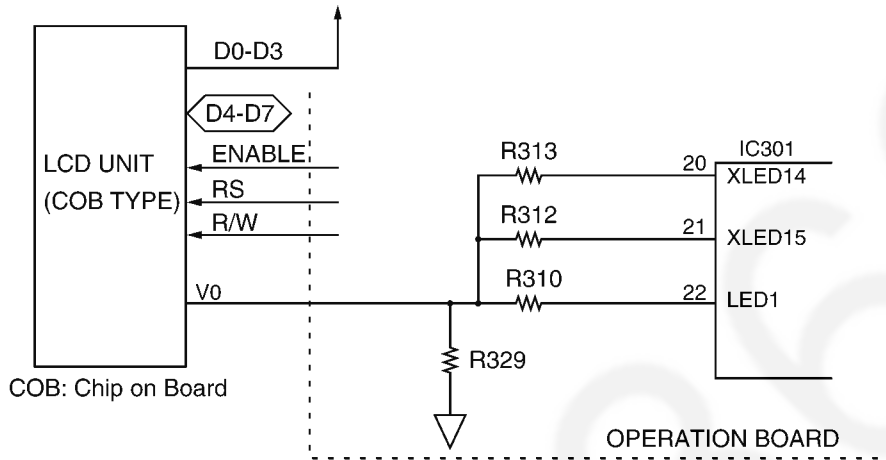 D0-D3
D4-D7
LCD UNIT
(COB TYPE)
ENABLE
RS
R/W
V0
COB: Chip on Board
R313
R312
R310
R329
20
21
22
IC301
XLED14
XLED15
LED1
OPERATION BOARD